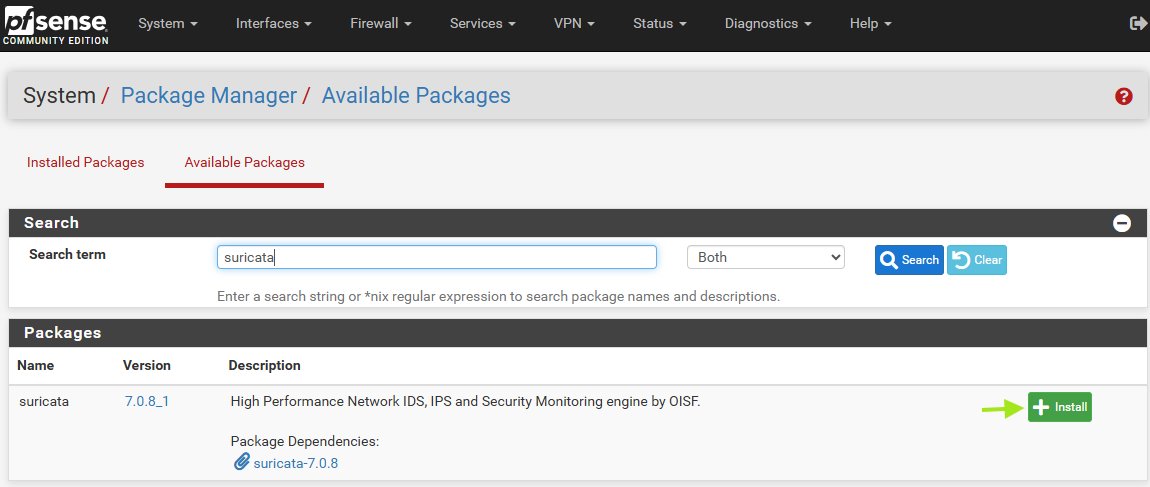 pfsense
COMMUNITY EDITION
System Interfaces Firewall Services VPN Status Diagnostics Help
System / Package Manager / Available Packages
Installed Packages Available Packages
Search
Search term suricata Both Search Clear
Enter a search string or *nix regular expression to search package names and descriptions.
Packages
Name Version Description
suricata 7.0.8_1 High Performance Network IDS, IPS and Security Monitoring engine by OISF. Install
Package Dependencies:
suricata-7.0.8